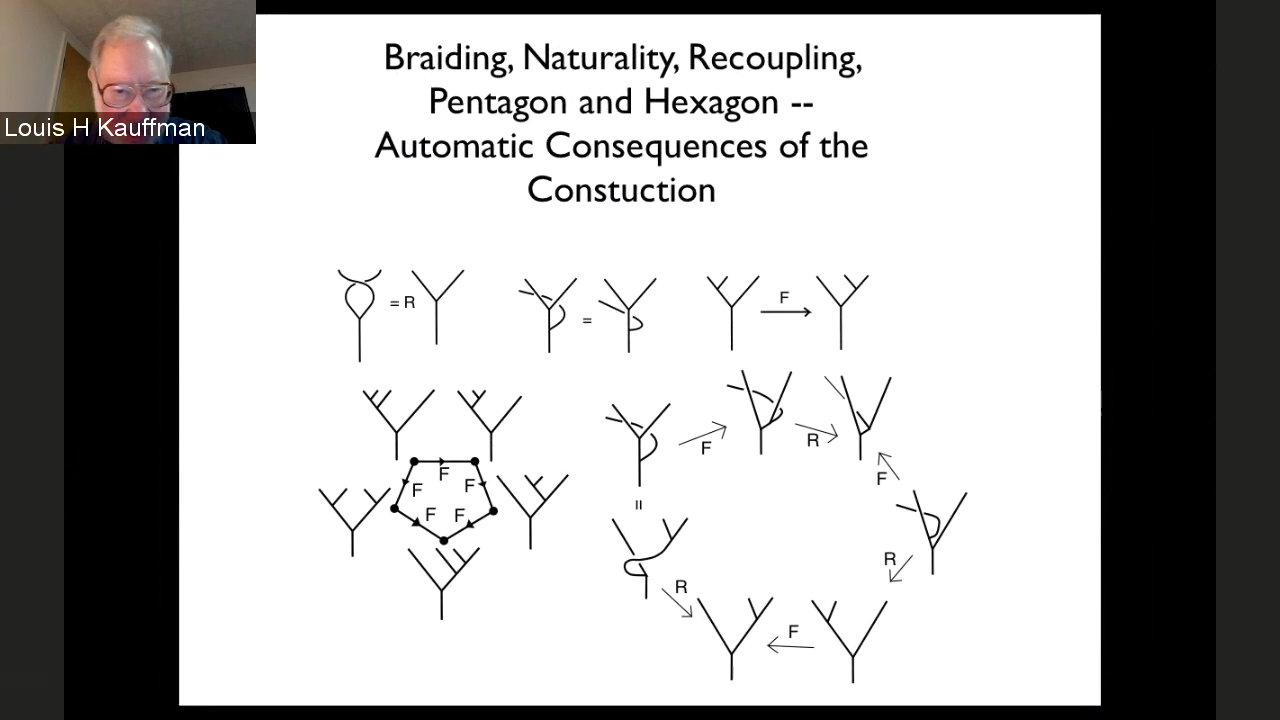 Louis H Kauffman
Braiding, Naturality, Recoupling,
Pentagon and Hexagon --
Automatic Consequences of the
Constuction
= R
=
F
F
F
F
F
F
F
R
F
=
R
R
F